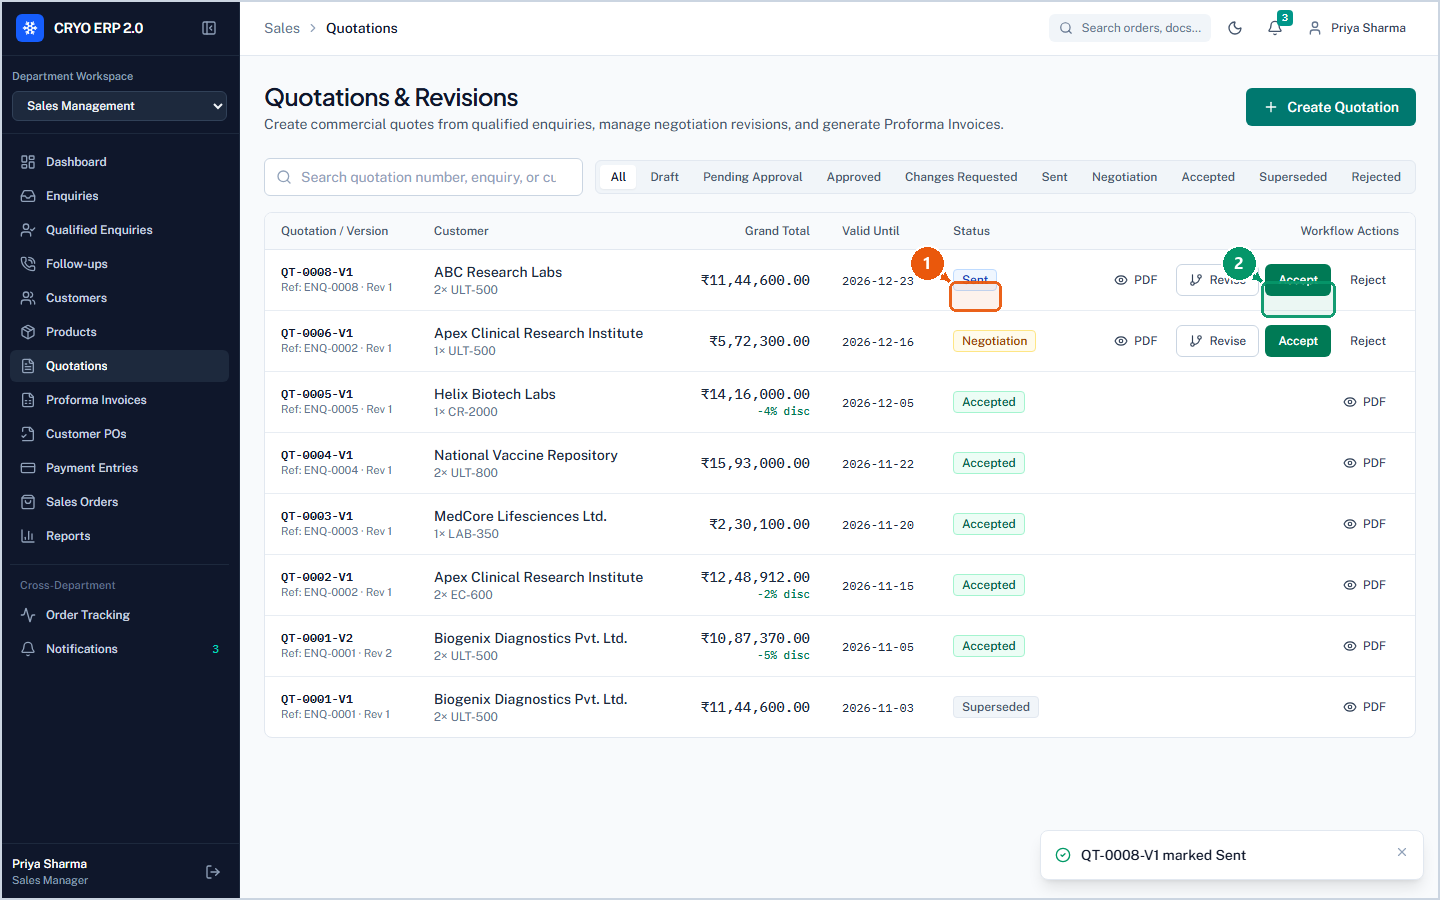 CRYO ERP 2.0
Department Workspace
Sales Management
Dashboard
Enquiries
Qualified Enquiries
Follow-ups
Customers
Products
Quotations
Proforma Invoices
Customer POs
Payment Entries
Sales Orders
Reports
Cross-Department
Order Tracking
Notifications 3
Priya Sharma
Sales Manager
Sales > Quotations
Search orders, docs...
3
Priya Sharma
Quotations & Revisions
Create commercial quotes from qualified enquiries, manage negotiation revisions, and generate Proforma Invoices.
+ Create Quotation
Search quotation number, enquiry, or cu
All Draft Pending Approval Approved Changes Requested Sent Negotiation Accepted Superseded Rejected
Quotation / Version Customer Grand Total Valid Until Status Workflow Actions
1 2
QT-0008-V1 ABC Research Labs ₹11,44,600.00 2026-12-23 Sent PDF Revise Accept Reject
Ref: ENQ-0008 · Rev 1 2× ULT-500
QT-0006-V1 Apex Clinical Research Institute ₹5,72,300.00 2026-12-16 Negotiation PDF Revise Accept Reject
Ref: ENQ-0002 · Rev 1 1× ULT-500
QT-0005-V1 Helix Biotech Labs ₹14,16,000.00 2026-12-05 Accepted PDF
Ref: ENQ-0005 · Rev 1 1× CR-2000 -4% disc
QT-0004-V1 National Vaccine Repository ₹15,93,000.00 2026-11-22 Accepted PDF
Ref: ENQ-0004 · Rev 1 2× ULT-800
QT-0003-V1 MedCore Lifesciences Ltd. ₹2,30,100.00 2026-11-20 Accepted PDF
Ref: ENQ-0003 · Rev 1 1× LAB-350
QT-0002-V1 Apex Clinical Research Institute ₹12,48,912.00 2026-11-15 Accepted PDF
Ref: ENQ-0002 · Rev 1 2× EC-600 -2% disc
QT-0001-V2 Biogenix Diagnostics Pvt. Ltd. ₹10,87,370.00 2026-11-05 Accepted PDF
Ref: ENQ-0001 · Rev 2 2× ULT-500 -5% disc
QT-0001-V1 Biogenix Diagnostics Pvt. Ltd. ₹11,44,600.00 2026-11-03 Superseded PDF
Ref: ENQ-0001 · Rev 1 2× ULT-500
QT-0008-V1 marked Sent